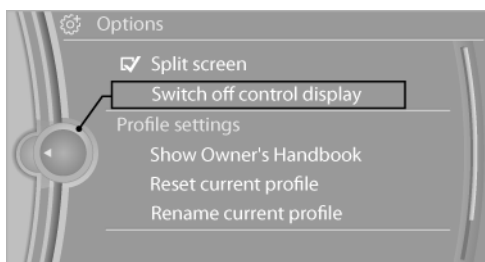 Options
Split screen
Switch off control display
Profile settings
Show Owner's Handbook
Reset current profile
Rename current profile